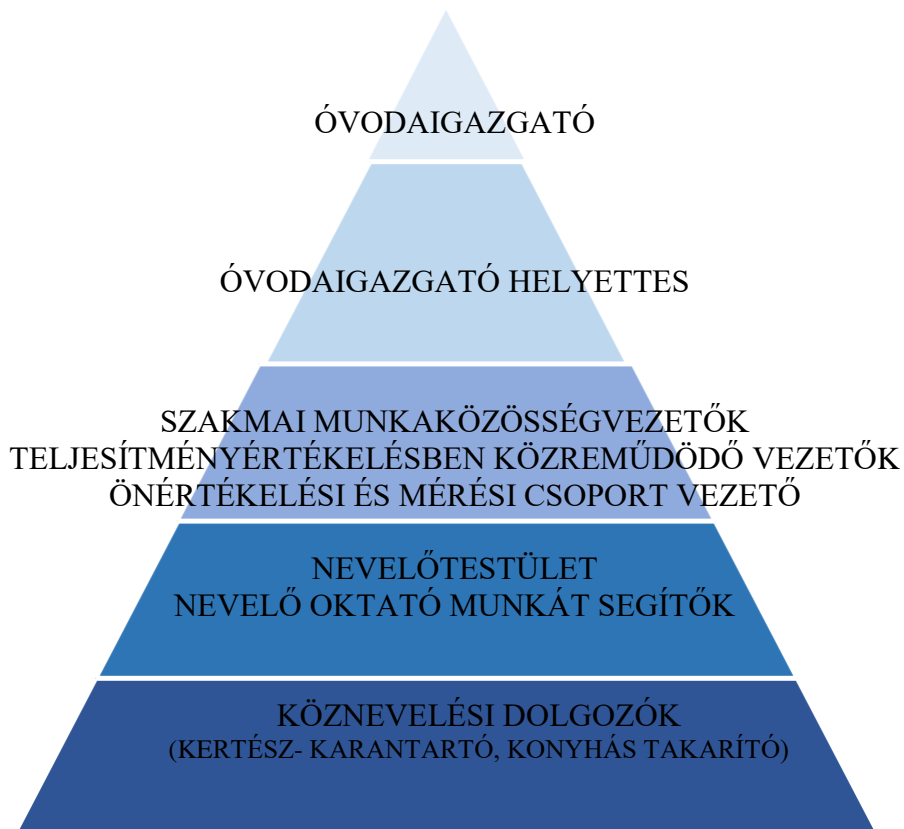 ÓVODAIGAZGATÓ
ÓVODAIGAZGATÓ HELYETTES
SZAKMAI MUNKAKÖZÖSSÉGVEZETŐK
TELJESÍTMÉNYÉRTÉKELÉSBEN KÖZREMŰDÖDŐ VEZETŐK
ÖNÉRTÉKELÉSI ÉS MÉRÉSI CSOPORT VEZETŐ
NEVELŐTESTÜLET
NEVELŐ OKTATÓ MUNKÁT SEGÍTŐK
KÖZNEVELÉSI DOLGOZÓK
(KERTÉSZ- KARANTARTÓ, KONYHÁS TAKARÍTÓ)